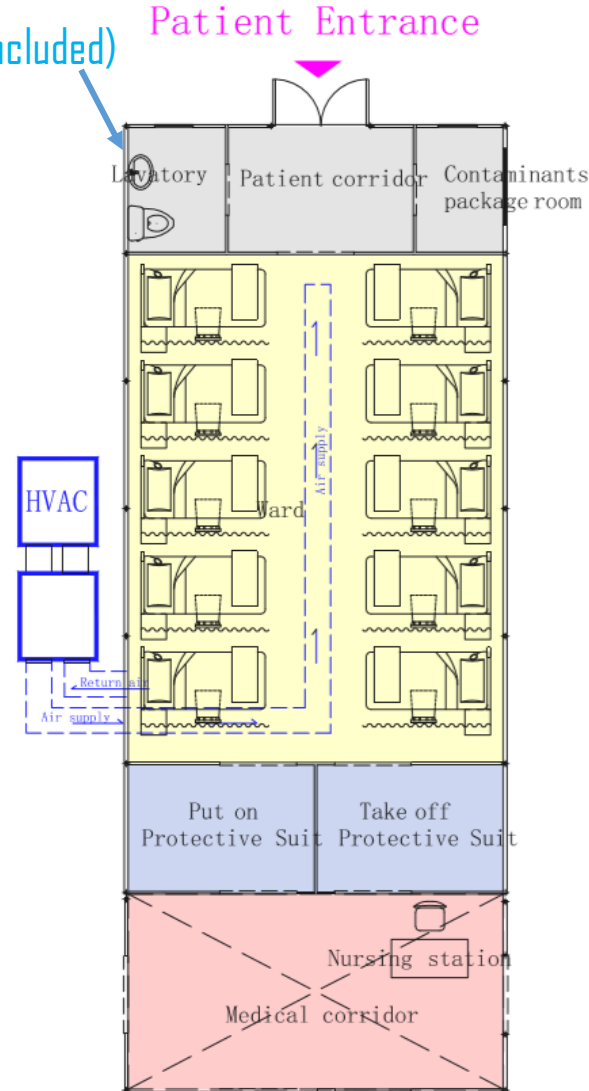 Patient Entrance
ncluded)
Lavatory
Patient corridor
Contaminants
package room
HVAC
Air supply
Ward
Return air
Air supply
Put on
Protective Suit
Take off
Protective Suit
Nursing station
Medical corridor